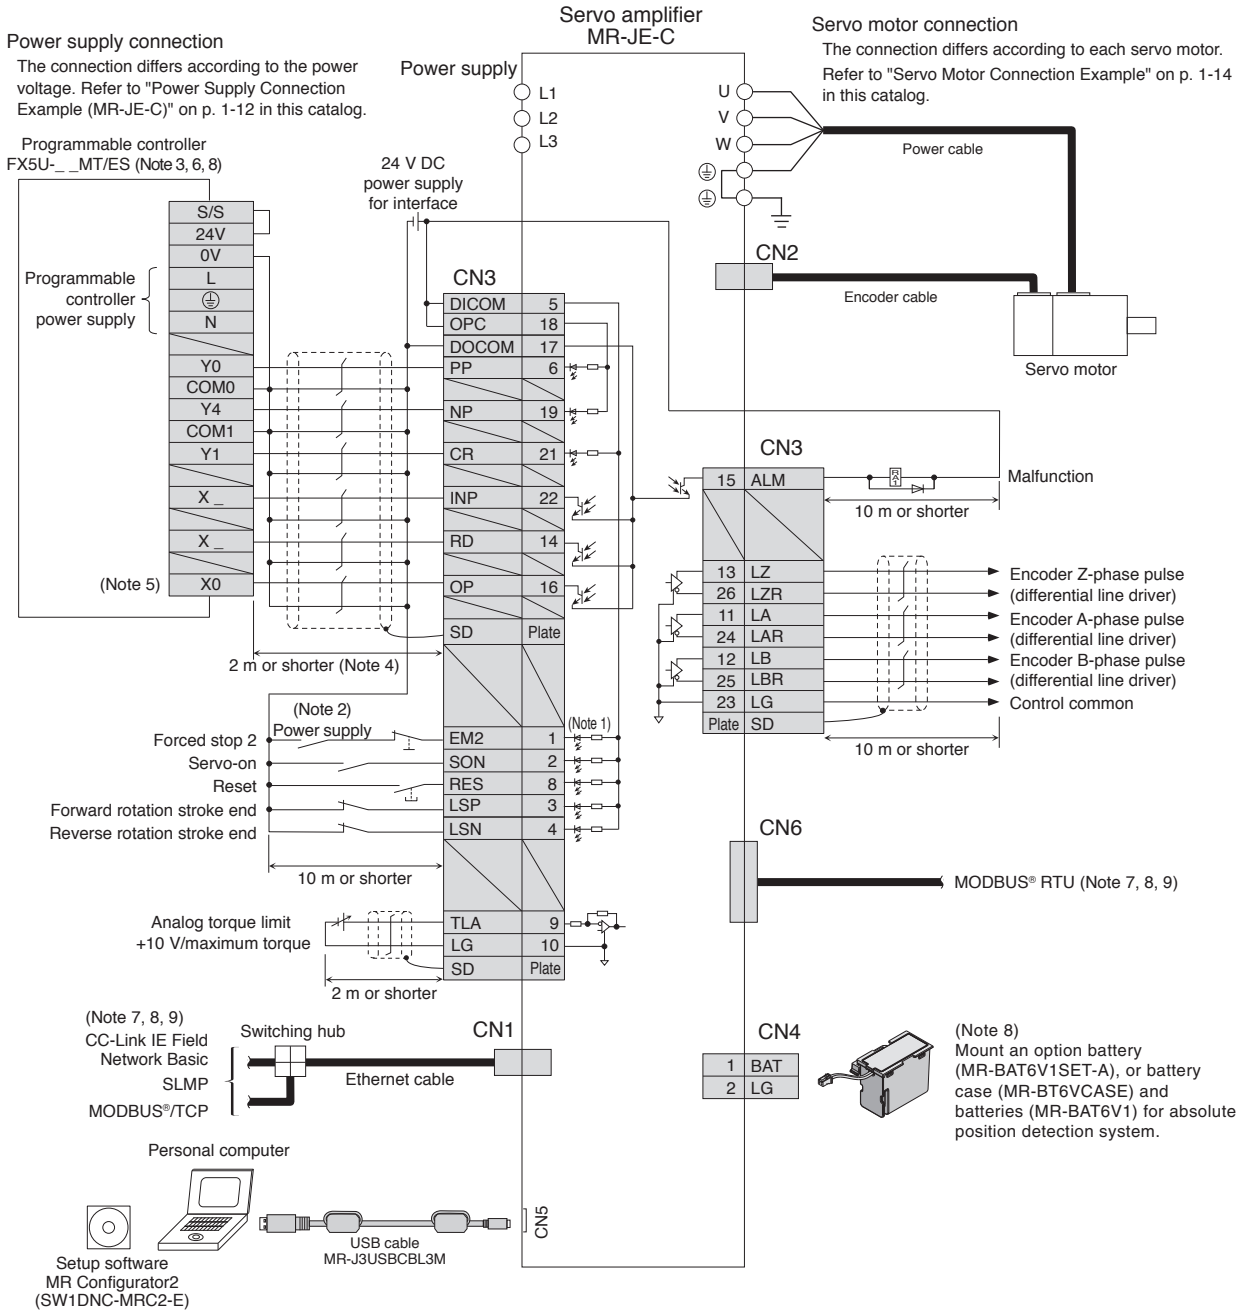 Servo amplifier
MR-JE-C
Power supply connection
The connection differs according to the power
voltage. Refer to "Power Supply Connection
Example (MR-JE-C)" on p. 1-12 in this catalog.
Servo motor connection
The connection differs according to each servo motor.
Refer to "Servo Motor Connection Example" on p. 1-14
in this catalog.
Power supply
L1
L2
L3
U
V
W
Power cable
Programmable controller
FX5U-_ _MT/ES (Note 3, 6, 8)
24 V DC
power supply
for interface
S/S
24V
0V
L
N
Programmable
controller
power supply
Y0
COM0
Y4
COM1
Y1
X _
X _
(Note 5) X0
2 m or shorter (Note 4)
CN3
DICOM 5
OPC 18
DOCOM 17
PP 6
NP 19
CR 21
INP 22
RD 14
OP 16
SD Plate
CN2
Encoder cable
Servo motor
CN3
15 ALM
Malfunction
10 m or shorter
13 LZ
26 LZR
11 LA
24 LAR
12 LB
25 LBR
23 LG
Plate SD
Encoder Z-phase pulse
(differential line driver)
Encoder A-phase pulse
(differential line driver)
Encoder B-phase pulse
(differential line driver)
Control common
10 m or shorter
(Note 2)
Power supply
(Note 1)
Forced stop 2 EM2 1
Servo-on SON 2
Reset RES 8
Forward rotation stroke end LSP 3
Reverse rotation stroke end LSN 4
10 m or shorter
CN6
MODBUS® RTU (Note 7, 8, 9)
Analog torque limit
+10 V/maximum torque
TLA 9
LG 10
SD Plate
2 m or shorter
(Note 7, 8, 9)
CC-Link IE Field
Network Basic
SLMP
MODBUS®/TCP
Switching hub
Ethernet cable
CN1
CN4
1 BAT
2 LG
(Note 8)
Mount an option battery
(MR-BAT6V1SET-A), or battery
case (MR-BT6VCASE) and
batteries (MR-BAT6V1) for absolute
position detection system.
Personal computer
USB cable
MR-J3USBCBL3M
CN5
Setup software
MR Configurator2
(SW1DNC-MRC2-E)